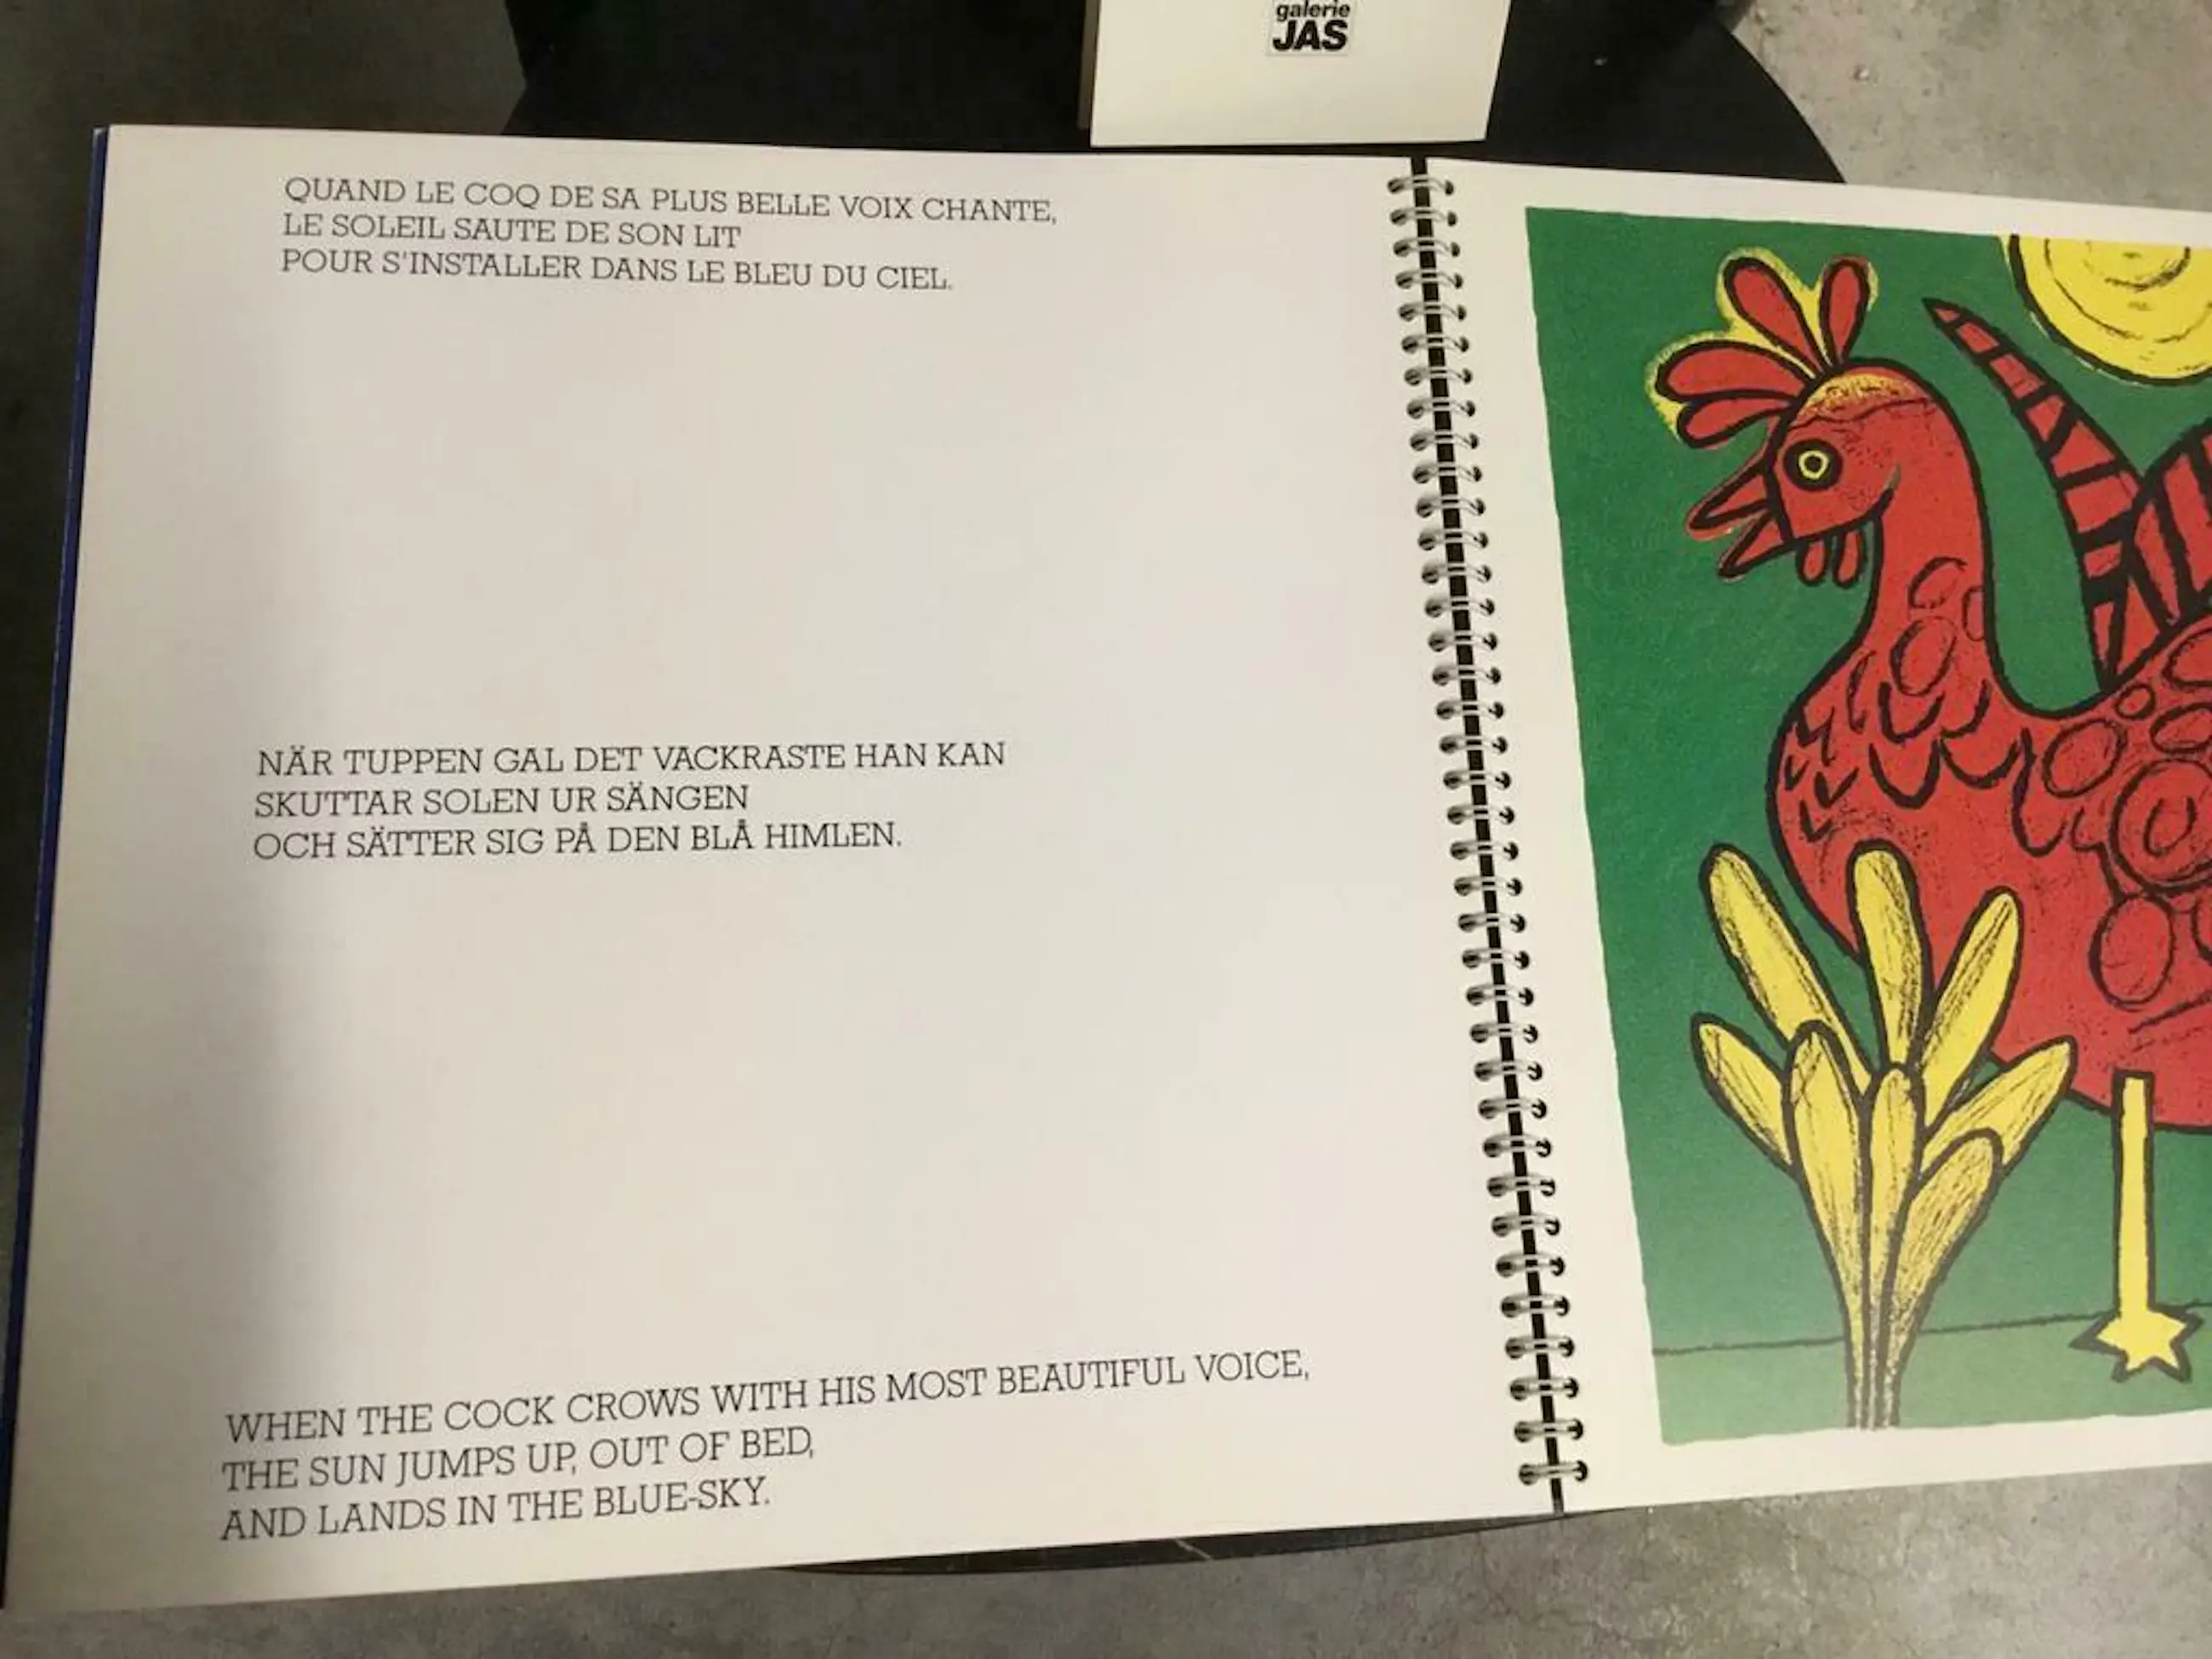 galerie
JAS
QUAND LE COQ DE SA PLUS BELLE VOIX CHANTE,
LE SOLEIL SAUTE DE SON LIT
POUR S'INSTALLER DANS LE BLEU DU CIEL.
NÄR TUPPEN GAL DET VACKRASTE HAN KAN
SKUTTAR SOLEN UR SÄNGEN
OCH SÄTTER SIG PÅ DEN BLÅ HIMLEN.
WHEN THE COCK CROWS WITH HIS MOST BEAUTIFUL VOICE,
THE SUN JUMPS UP, OUT OF BED,
AND LANDS IN THE BLUE-SKY.